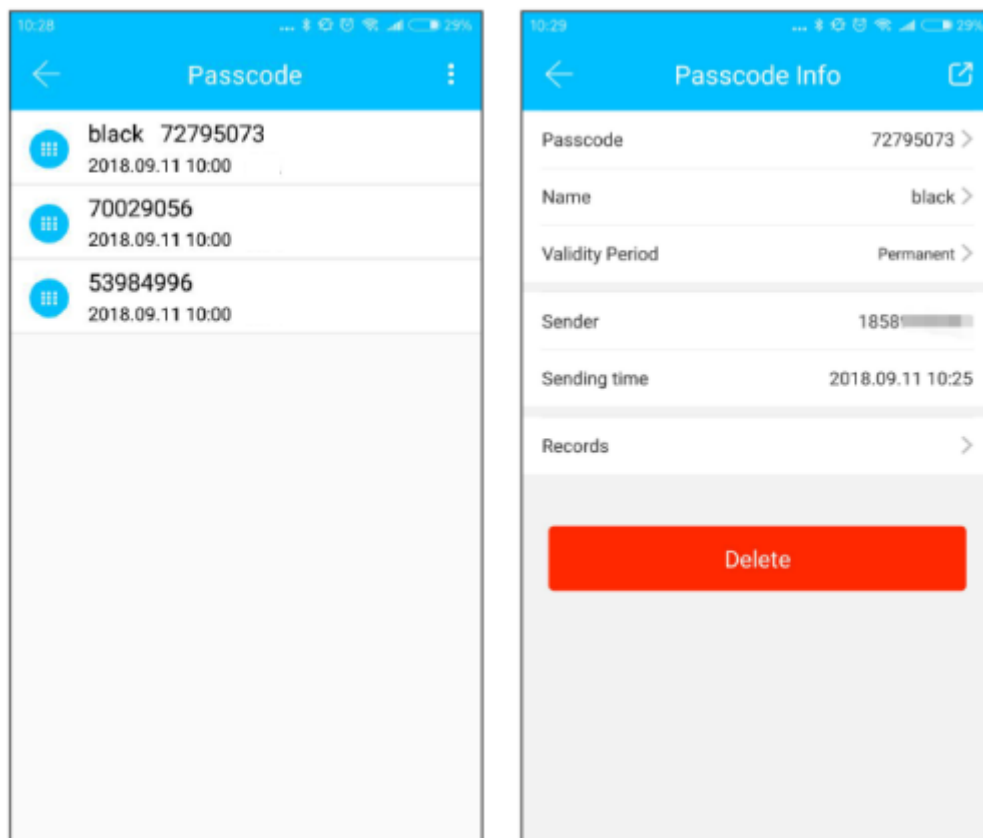 10:28 ... 29%
Passcode
black 72795073
2018.09.11 10:00
70029056
2018.09.11 10:00
53984996
2018.09.11 10:00
10:29 ... 29%
Passcode Info
Passcode 72795073
Name black
Validity Period Permanent
Sender 1858
Sending time 2018.09.11 10:25
Records
Delete